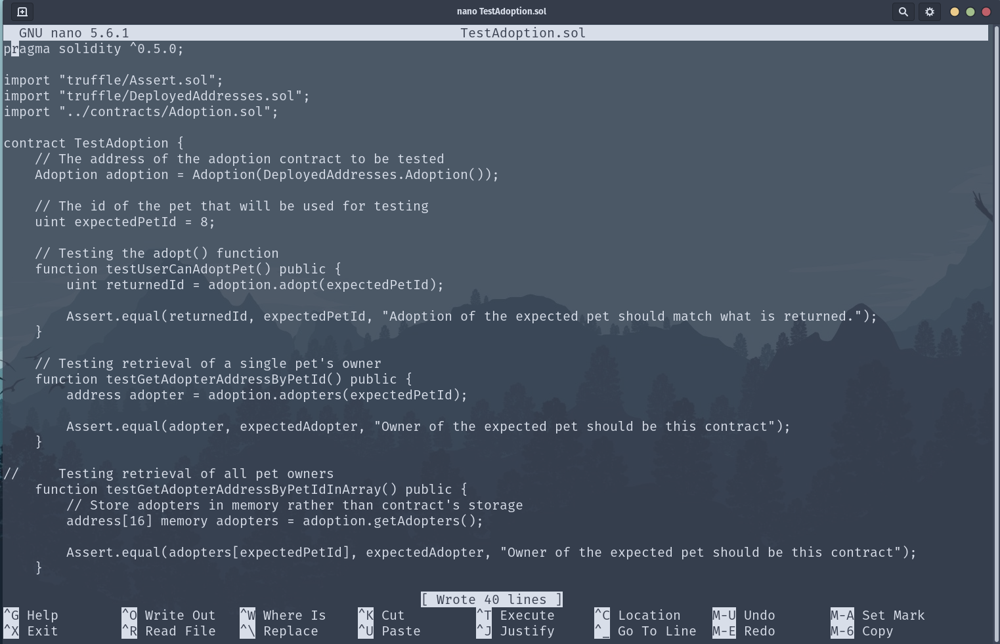 nano TestAdoption.sol
GNU nano 5.6.1 TestAdoption.sol
pragma solidity ^0.5.0;
import "truffle/Assert.sol";
import "truffle/DeployedAddresses.sol";
import "../contracts/Adoption.sol";
contract TestAdoption {
// The address of the adoption contract to be tested
Adoption adoption = Adoption(DeployedAddresses.Adoption());
// The id of the pet that will be used for testing
uint expectedPetId = 8;
// Testing the adopt() function
function testUserCanAdoptPet() public {
uint returnedId = adoption.adopt(expectedPetId);
Assert.equal(returnedId, expectedPetId, "Adoption of the expected pet should match what is returned.");
}
// Testing retrieval of a single pet's owner
function testGetAdopterAddressByPetId() public {
address adopter = adoption.adopters(expectedPetId);
Assert.equal(adopter, expectedAdopter, "Owner of the expected pet should be this contract");
}
// Testing retrieval of all pet owners
function testGetAdopterAddressByPetIdInArray() public {
// Store adopters in memory rather than contract's storage
address[16] memory adopters = adoption.getAdopters();
Assert.equal(adopters[expectedPetId], expectedAdopter, "Owner of the expected pet should be this contract");
}
[ Wrote 40 lines ]
^G Help ^O Write Out ^W Where Is ^K Cut ^T Execute ^C Location M-U Undo M-A Set Mark
^X Exit ^R Read File ^\ Replace ^U Paste ^J Justify ^_ Go To Line M-E Redo M-6 Copy